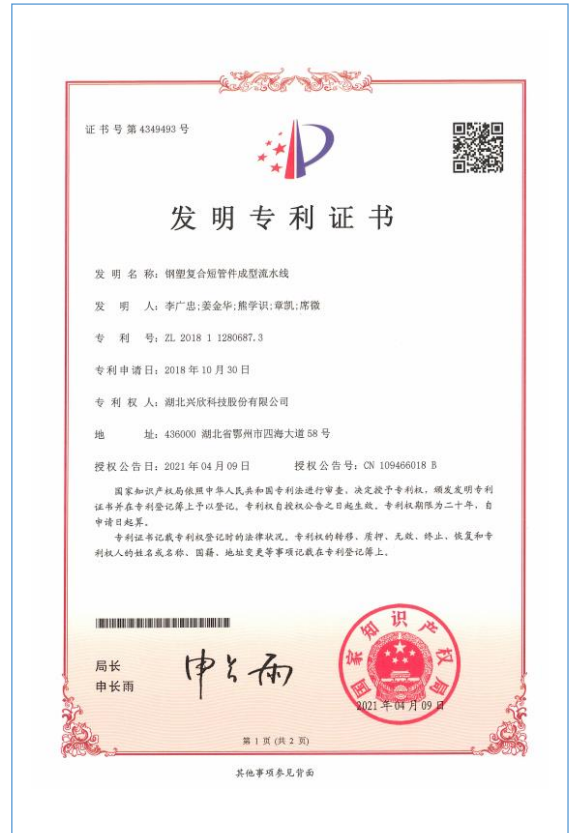 证书号第4349493号
发明专利证书
发明名称：钢塑复合短管件成型流水线
发明人：李广忠;姜金华;熊学识;章凯;席微
专利号：ZL 2018 1 1280687.3
专利申请日：2018年10月30日
专利权人：湖北兴欣科技股份有限公司
地址：436000 湖北省鄂州市四海大道58号
授权公告日：2021年04月09日 授权公告号：CN 109466018 B
国家知识产权局依照中华人民共和国专利法进行审查，决定授予专利权，颁发发明专利
证书并在专利登记簿上予以登记。专利权自授权公告之日起生效。专利权期限为二十年，自
申请日起算。
专利证书记载专利权登记时的法律状况。专利权的转移、质押、无效、终止、恢复和专
利权人的姓名或名称、国籍、地址变更等事项记载在专利登记簿上。
局长
申长雨
申长雨
国家知识产权局
2021年04月09日
第 1 页 (共 2 页)
其他事项参见背面